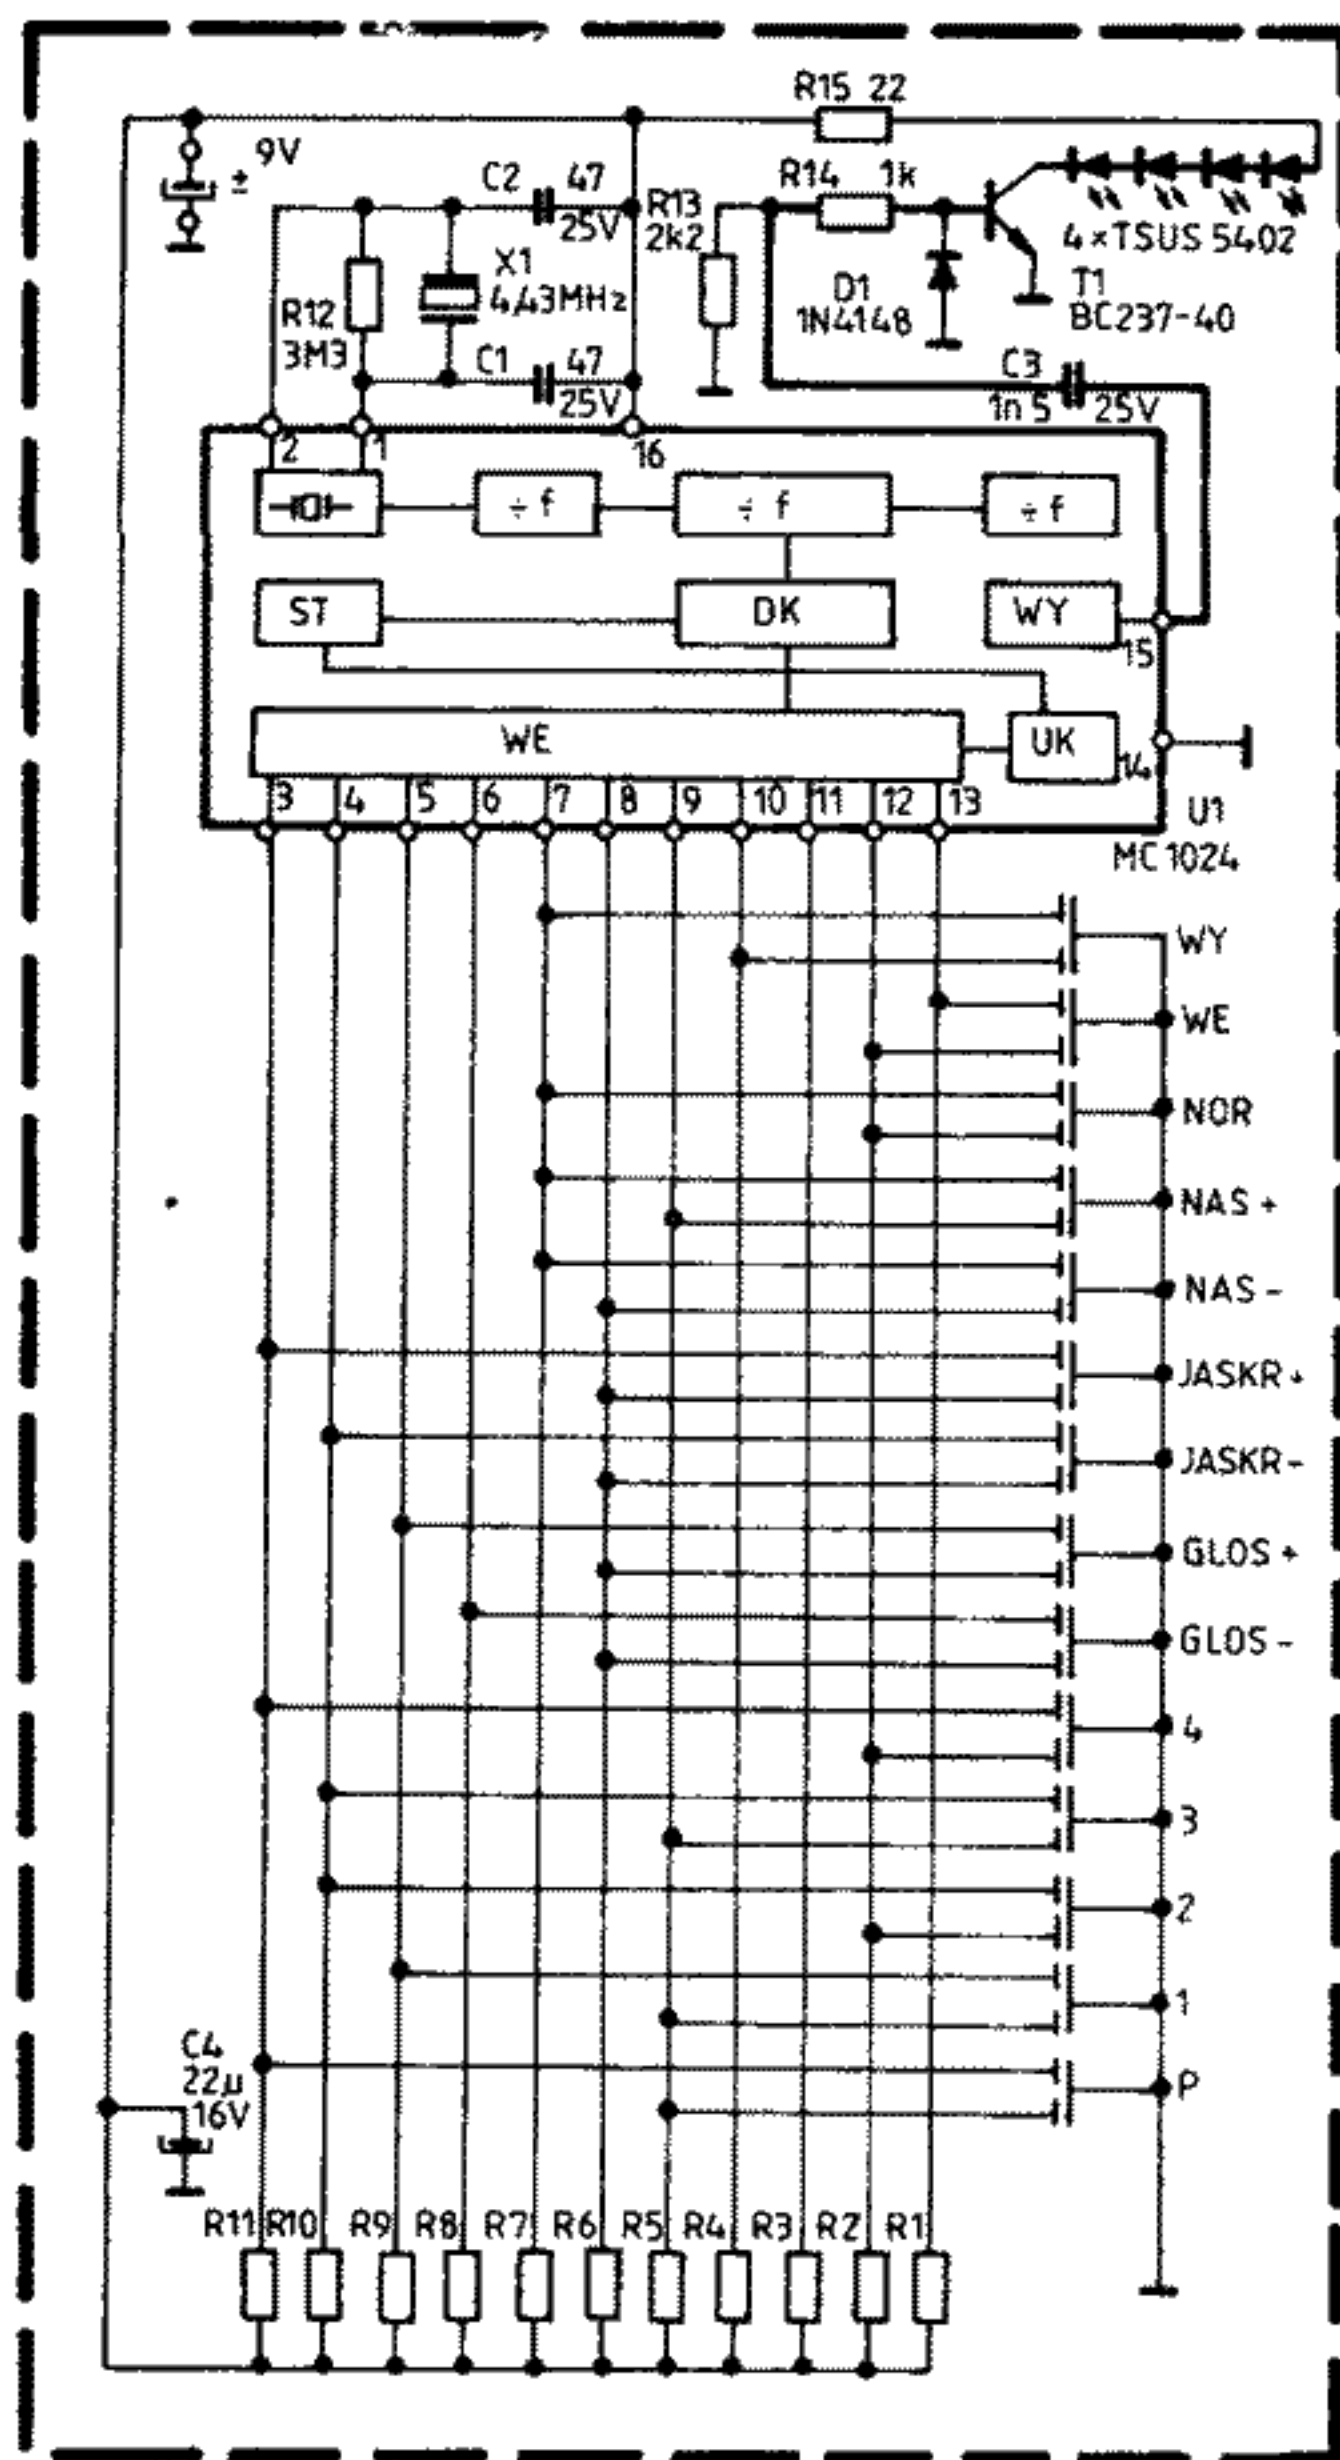 R15 22
9V
±
C2 47
25V
R13
2k2
R14 1k
4×TSUS 5402
X1
4,43MHz
R12
3M3
D1
1N4148
T1
BC237-40
C1 47
25V
C3
1n5 25V
2 1 16
÷f ÷f ÷f
ST DK WY
15
WE UK
14
3 4 5 6 7 8 9 10 11 12 13
U1
MC1024
WY
WE
NOR
NAS +
NAS -
JASKR +
JASKR -
GLOS +
GLOS -
4
3
2
1
P
C4
22µ
16V
R11 R10 R9 R8 R7 R6 R5 R4 R3 R2 R1